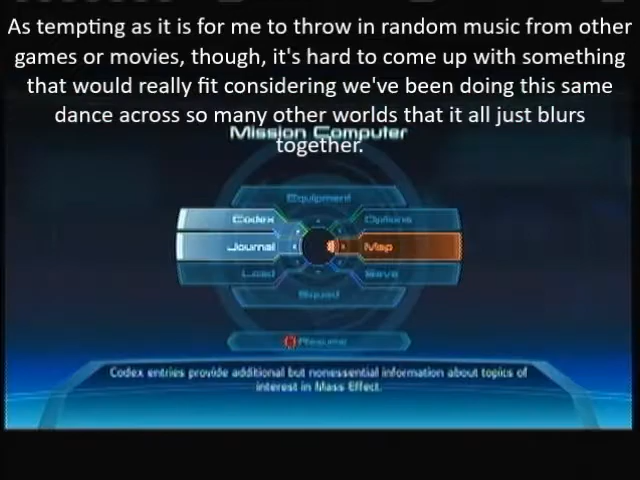 As tempting as it is for me to throw in random music from other
games or movies, though, it's hard to come up with something
that would really fit considering we've been doing this same
dance across so many other worlds that it all just blurs
together.
Mission Computer
Equipment
Codex
Options
Journal
Map
Load
Save
Squad
Resume
Codex entries provide additional but nonessential information about topics of
interest in Mass Effect.